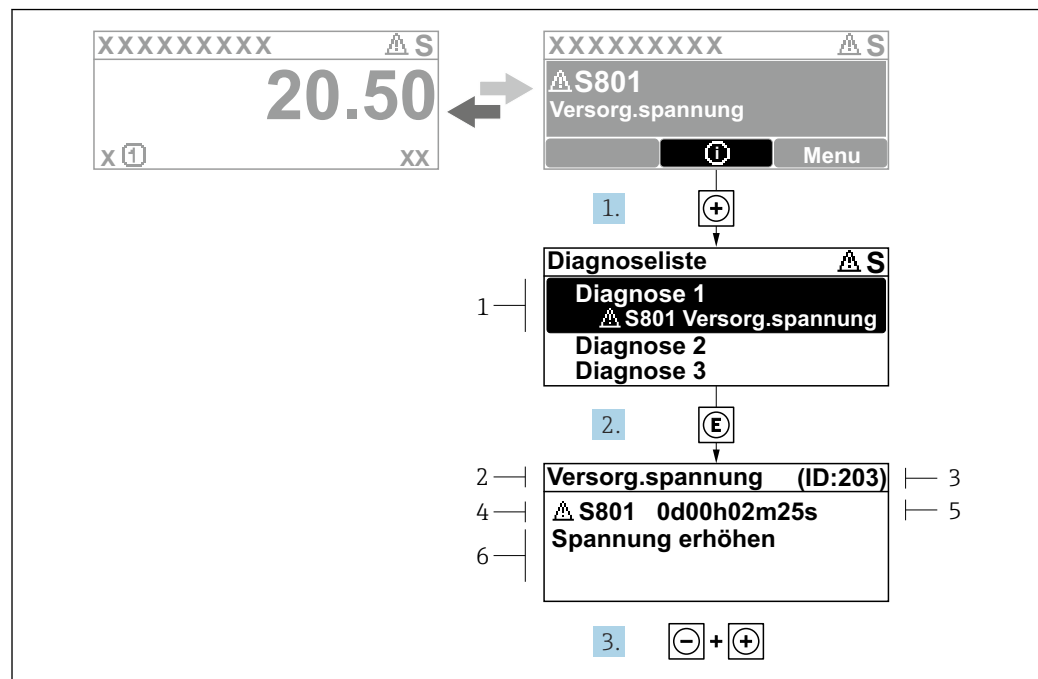 XXXXXXXXX ⚠ S
20.50
x ① xx
XXXXXXXXX ⚠ S
⚠ S801
Versorg.spannung
ⓘ Menu
1. +
Diagnoseliste ⚠ S
1 Diagnose 1
⚠ S801 Versorg.spannung
Diagnose 2
Diagnose 3
2. E
2 Versorg.spannung (ID:203) 3
4 ⚠ S801 0d00h02m25s 5
6 Spannung erhöhen
3. - + +